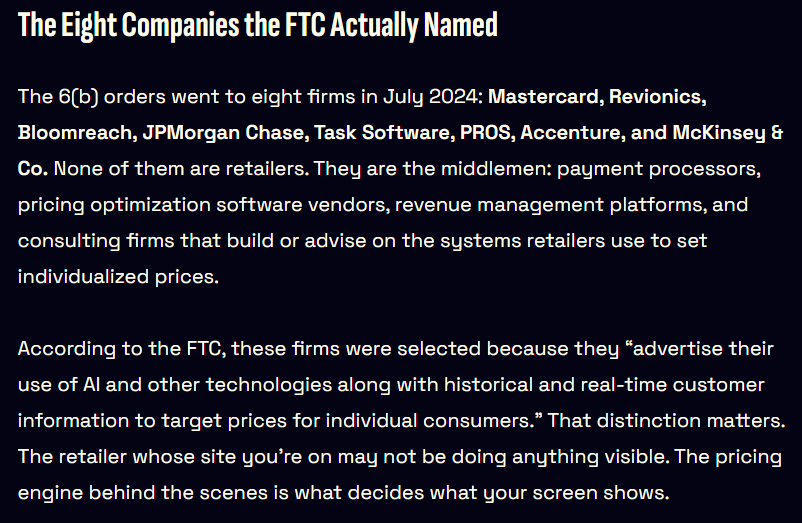 The Eight Companies the FTC Actually Named
The 6(b) orders went to eight firms in July 2024: Mastercard, Revionics,
Bloomreach, JPMorgan Chase, Task Software, PROS, Accenture, and McKinsey &
Co. None of them are retailers. They are the middlemen: payment processors,
pricing optimization software vendors, revenue management platforms, and
consulting firms that build or advise on the systems retailers use to set
individualized prices.
According to the FTC, these firms were selected because they “advertise their
use of AI and other technologies along with historical and real-time customer
information to target prices for individual consumers.” That distinction matters.
The retailer whose site you’re on may not be doing anything visible. The pricing
engine behind the scenes is what decides what your screen shows.